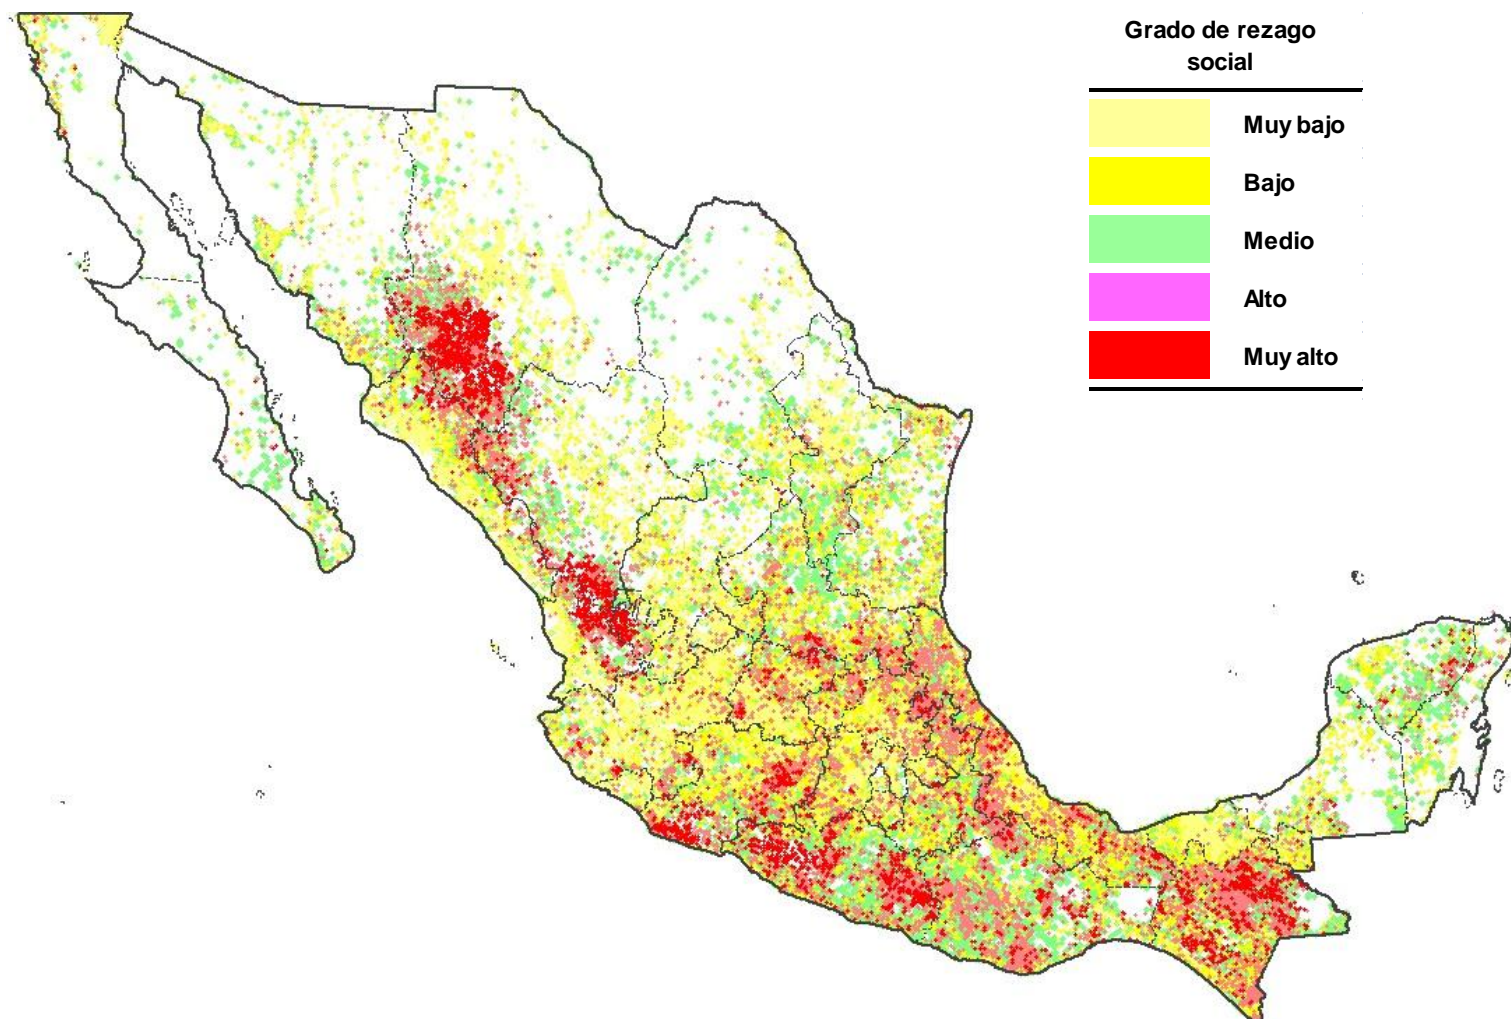 Grado de rezago
social
Muy bajo
Bajo
Medio
Alto
Muy alto